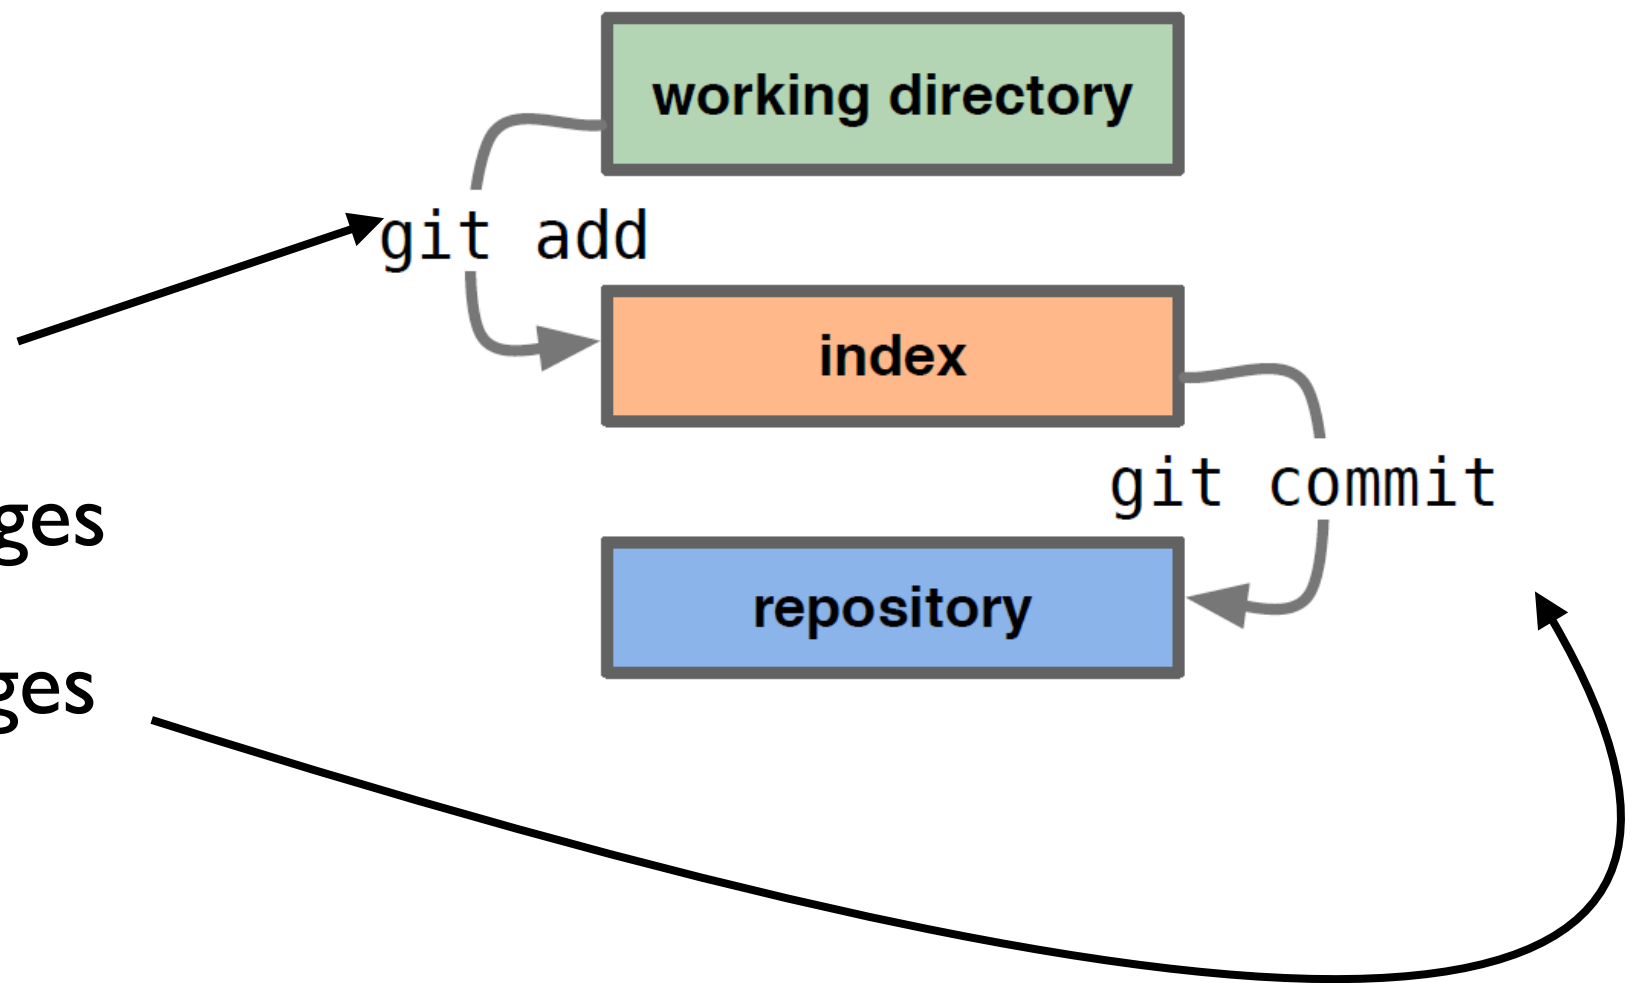 working directory
git add
index
git commit
ges
repository
ges